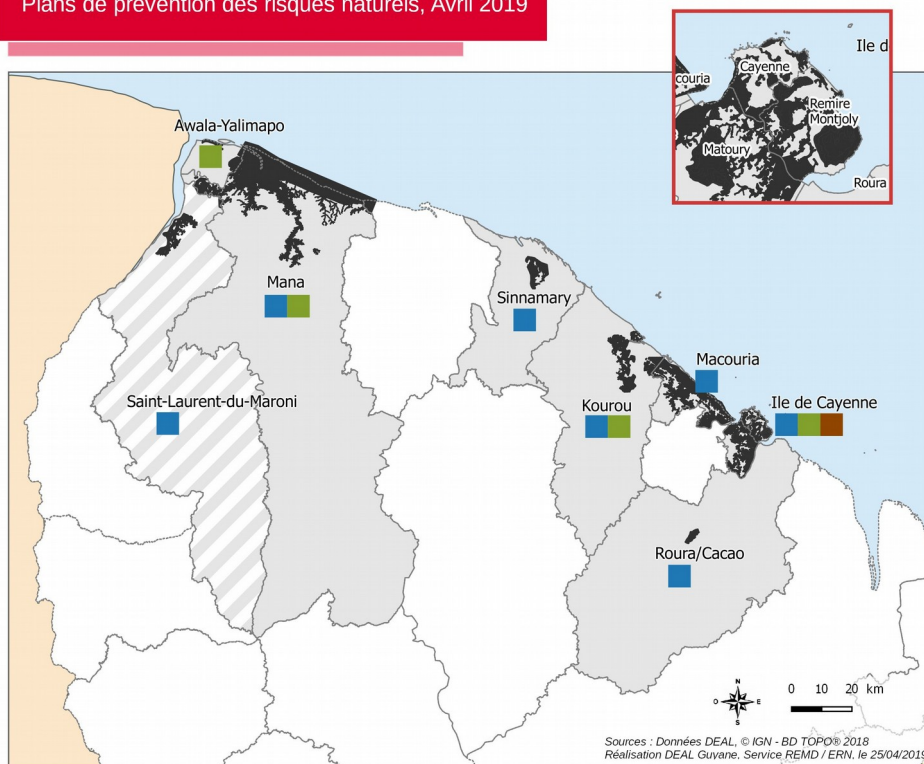 Plans de prévention des risques naturels, Avril 2019
Ile d
Cayenne
couria
Remire
Montjoly
Matoury
Roura
Awala-Yalimapo
Mana
Sinnamary
Macouria
Saint-Laurent-du-Maroni
Kourou
Ile de Cayenne
Roura/Cacao
N
O
E
S
0 10 20 km
Sources : Données DEAL, © IGN - BD TOPO® 2018
Réalisation DEAL Guyane, Service REMD / ERN, le 25/04/2019